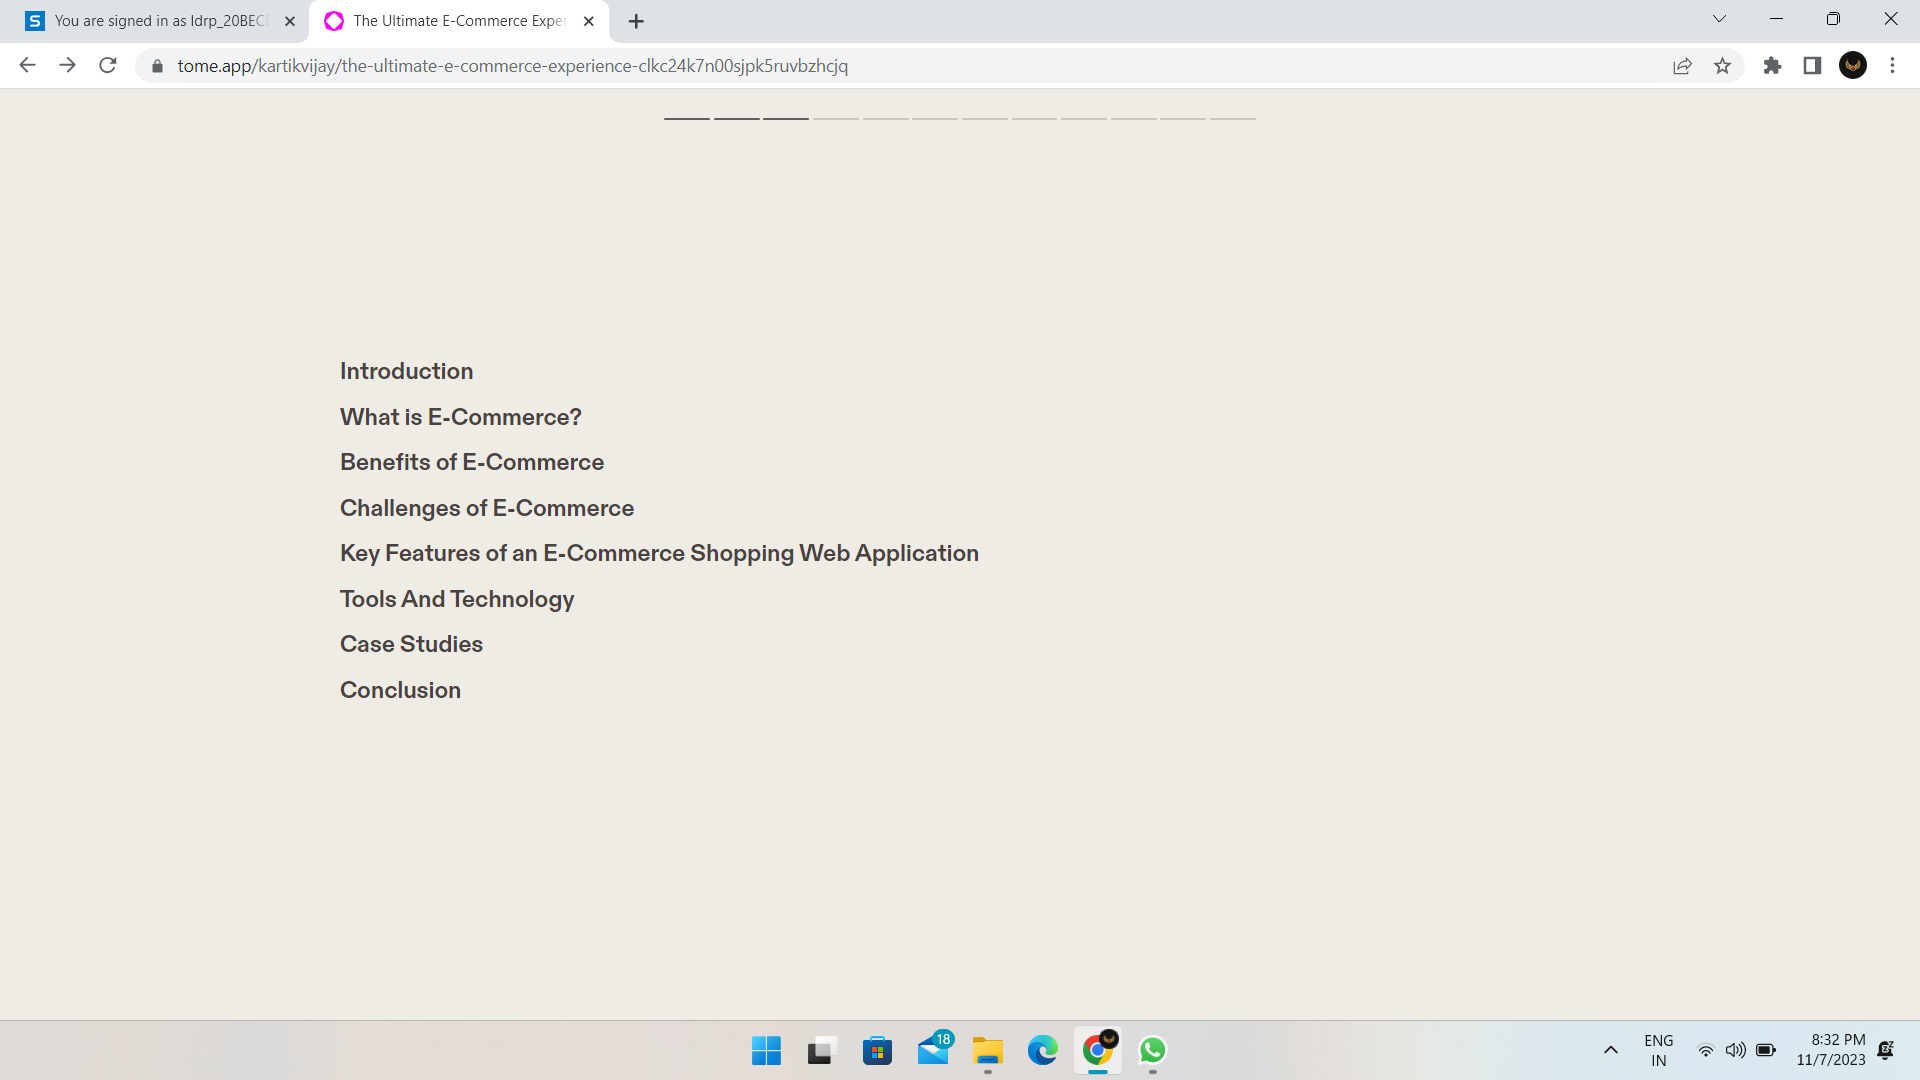 You are signed in as ldrp_20BEC
The Ultimate E-Commerce Exper
tome.app/kartikvijay/the-ultimate-e-commerce-experience-clkc24k7n00sjpk5ruvbzhcjq
Introduction
What is E-Commerce?
Benefits of E-Commerce
Challenges of E-Commerce
Key Features of an E-Commerce Shopping Web Application
Tools And Technology
Case Studies
Conclusion
18
ENG
IN
8:32 PM
11/7/2023